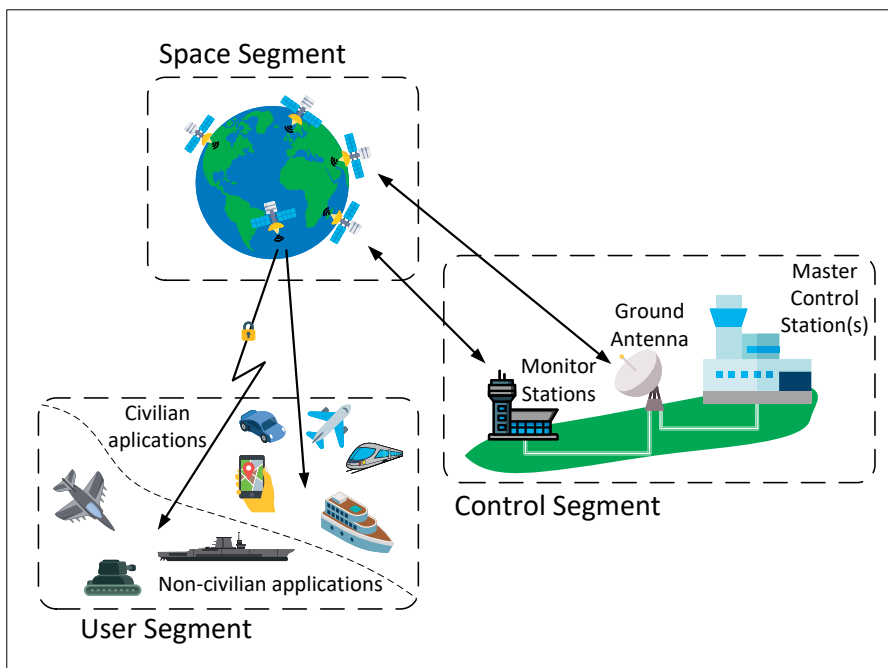 Space Segment
Master
Control
Station(s)
Ground
Antenna
Monitor
Stations
Control Segment
Civilian
aplications
Non-civilian applications
User Segment